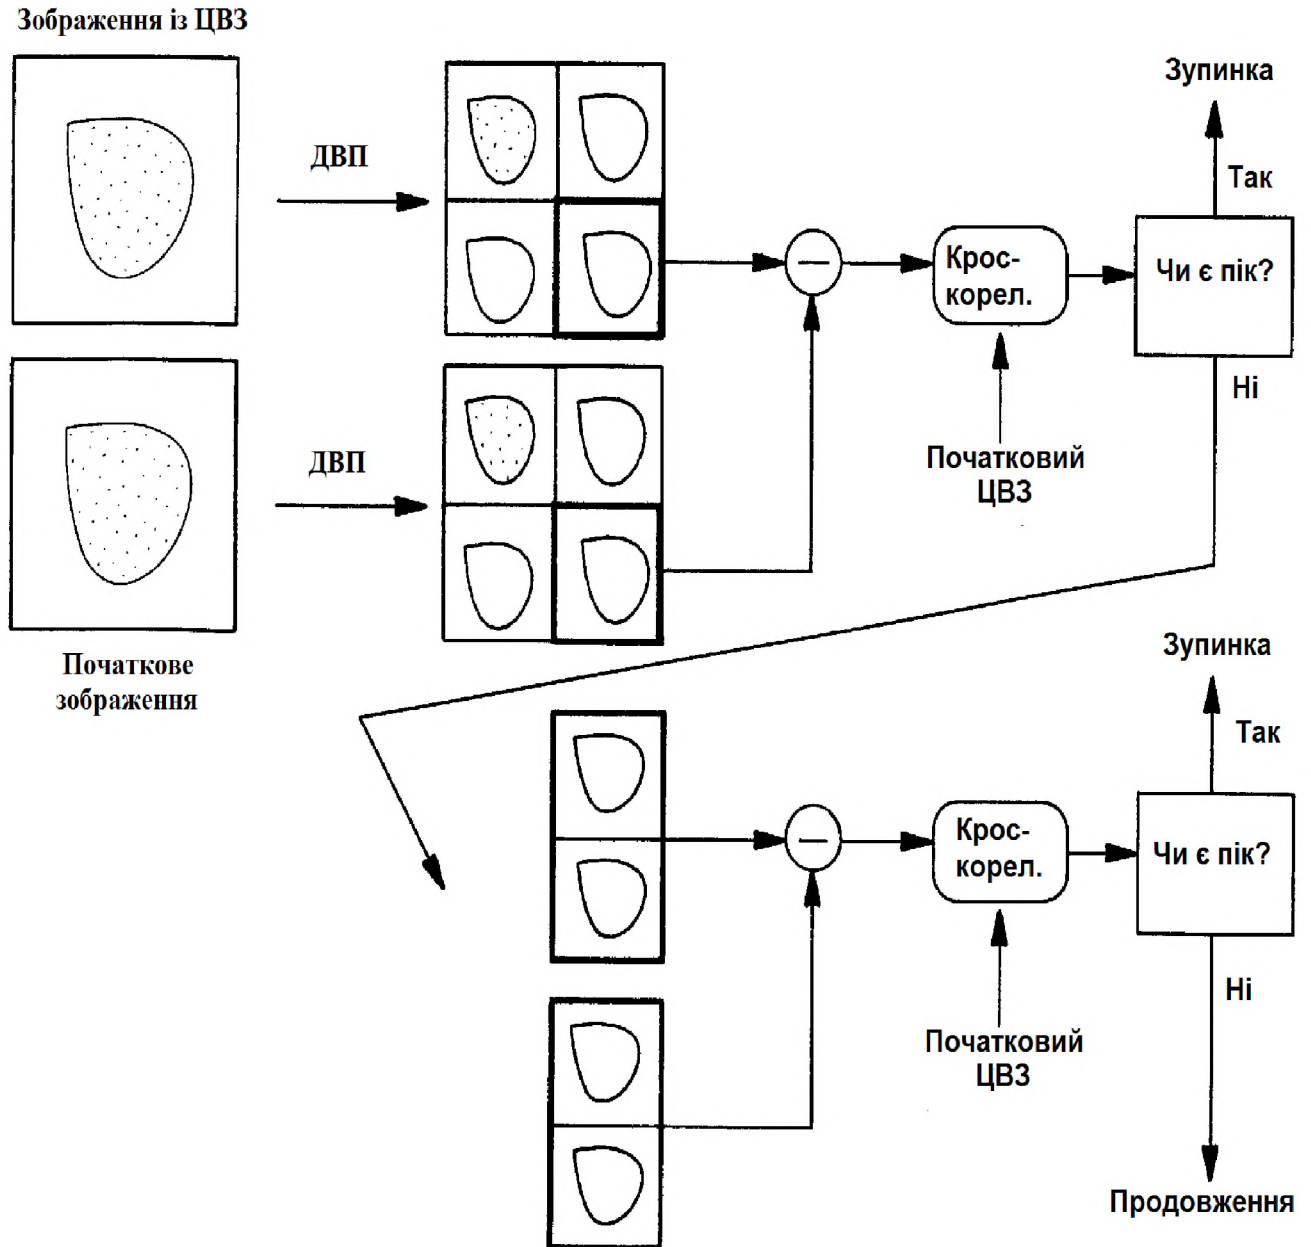 Зображення із ЦВЗ
ДВП
Зупинка
Так
Крос-
корел.
Чи є пік?
Ні
Початковий
ЦВЗ
ДВП
Початкове
зображення
Зупинка
Так
Крос-
корел.
Чи є пік?
Ні
Початковий
ЦВЗ
Продовження